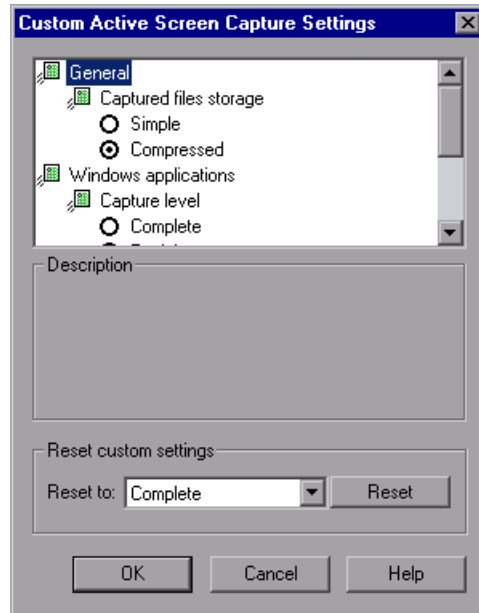 Custom Active Screen Capture Settings
General
Captured files storage
Simple
Compressed
Windows applications
Capture level
Complete
Description
Reset custom settings
Reset to: Complete Reset
OK Cancel Help